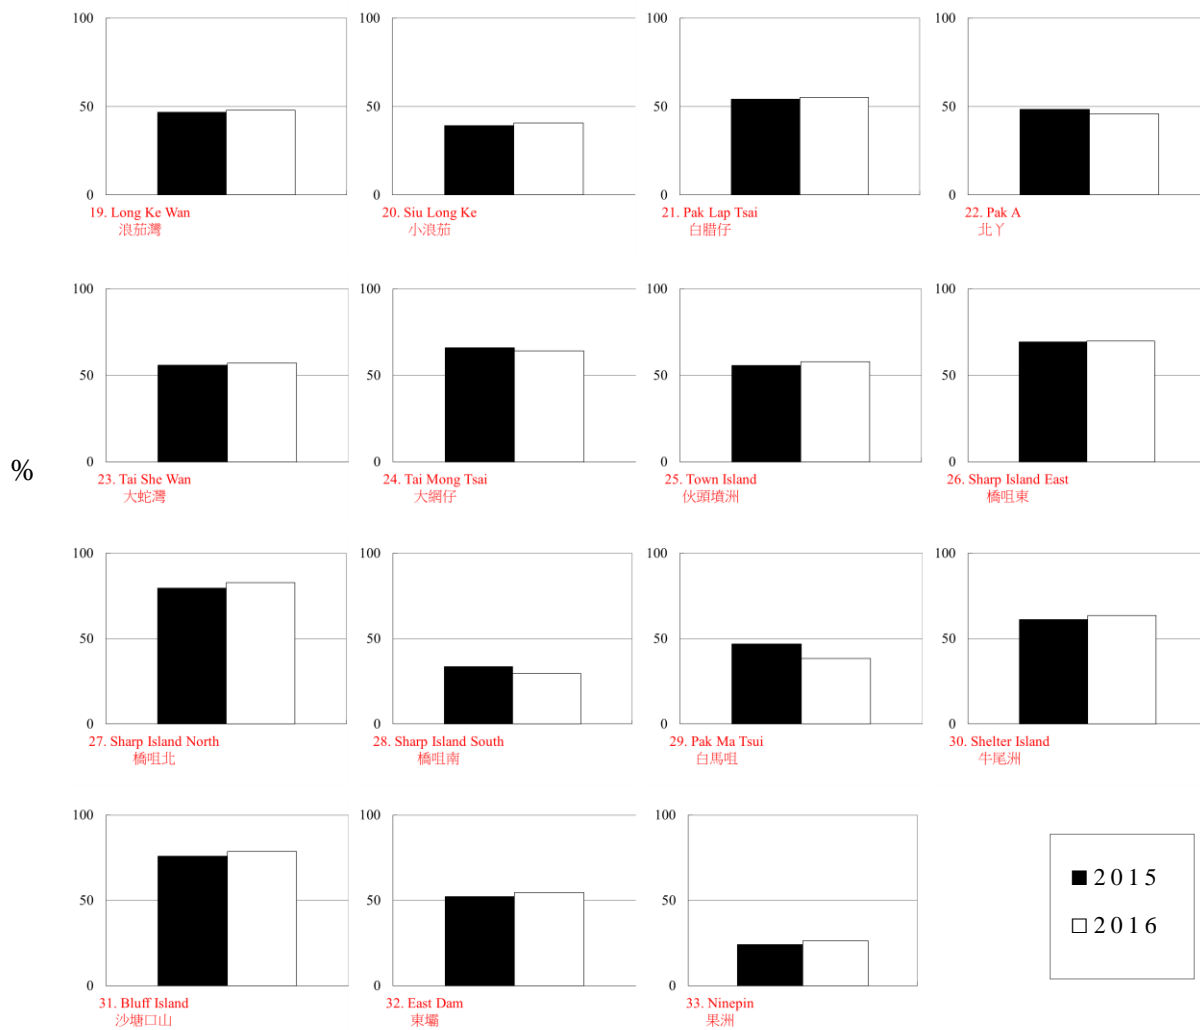 100
100
100
100
50
50
50
50
0
0
0
0
19. Long Ke Wan
浪茄灣
20. Siu Long Ke
小浪茄
21. Pak Lap Tsai
白腊仔
22. Pak A
北丫
100
100
100
100
50
50
50
50
0
0
0
0
%
23. Tai She Wan
大蛇灣
24. Tai Mong Tsai
大網仔
25. Town Island
伙頭墳洲
26. Sharp Island East
橋咀東
100
100
100
100
50
50
50
50
0
0
0
0
27. Sharp Island North
橋咀北
28. Sharp Island South
橋咀南
29. Pak Ma Tsui
白馬咀
30. Shelter Island
牛尾洲
100
100
100
50
50
50
0
0
0
31. Bluff Island
沙塘口山
32. East Dam
東壩
33. Ninepin
果洲
2015
2016